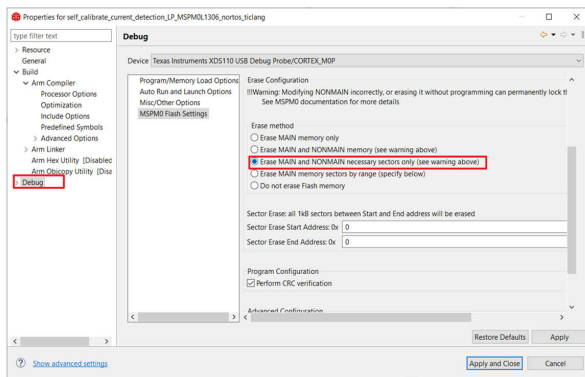 Properties for self_calibrate_current_detection_LP_MSPM0L1306_nortos_ticlang
type filter text
Debug
Resource
General
Build
Arm Compiler
Processor Options
Optimization
Include Options
Predefined Symbols
Advanced Options
Arm Linker
Arm Hex Utility [Disabled
Arm Objcopy Utility [Disa
Debug
Device Texas Instruments XDS110 USB Debug Probe/CORTEX_M0P
Program/Memory Load Options
Auto Run and Launch Options
Misc/Other Options
MSPM0 Flash Settings
Erase Configuration
!!!Warning: Modifying NONMAIN incorrectly, or erasing it without programming can permanently lock tl
See MSPM0 documentation for more details
Erase method
Erase MAIN memory only
Erase MAIN and NONMAIN memory (see warning above)
Erase MAIN and NONMAIN necessary sectors only (see warning above)
Erase MAIN memory sectors by range (specify below)
Do not erase Flash memory
Sector Erase: all 1kB sectors between Start and End address will be erased
Sector Erase Start Address: 0x 0
Sector Erase End Address: 0x 0
Program Configuration
Perform CRC verification
Advanced Configuration
Restore Defaults
Apply
Show advanced settings
Apply and Close
Cancel